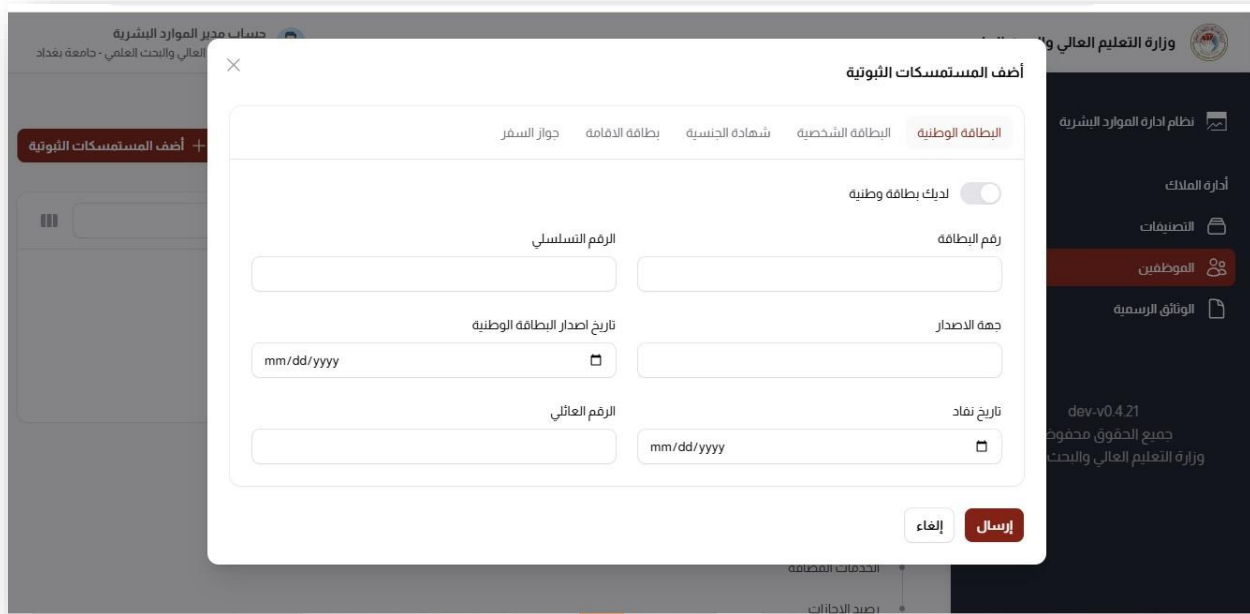 وزارة التعليم العالي
حساب مدير الموارد البشرية
العالي والبحث العلمي - جامعة بغداد
نظام ادارة الموارد البشرية
أدارة الملاك
التصنيفات
الموظفين
الوثائق الرسمية
dev-v0.4.21
جميع الحقوق
وزارة التعليم العالي والبحث
+ أضف المستمسكات الثبوتية
أضف المستمسكات الثبوتية
البطاقة الوطنية البطاقة الشخصية شهادة الجنسية بطاقة الاقامة جواز السفر
لديك بطاقة وطنية
رقم البطاقة الرقم التسلسلي
جهة الاصدار تاريخ اصدار البطاقة الوطنية
mm/dd/yyyy
تاريخ نفاد الرقم العائلي
mm/dd/yyyy
إرسال إلغاء
الخدمات المضافة
رصيد الاجازات